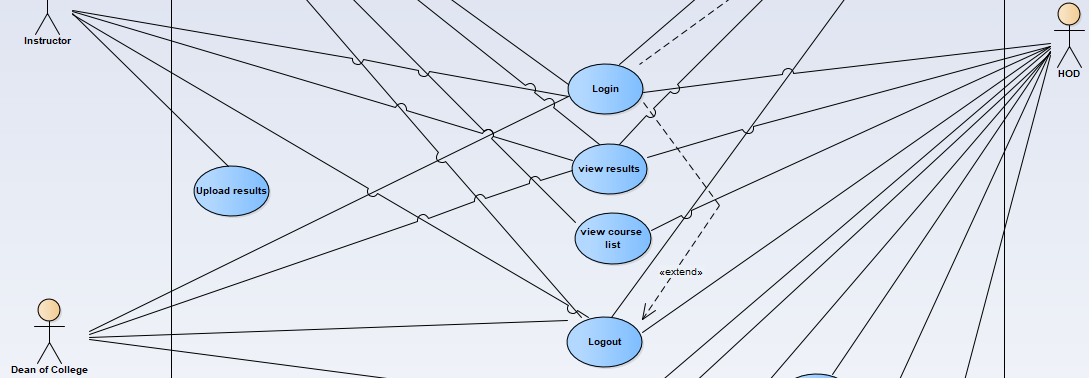 Instructor
HOD
Login
view results
Upload results
view course
list
«extend»
Logout
Dean of College